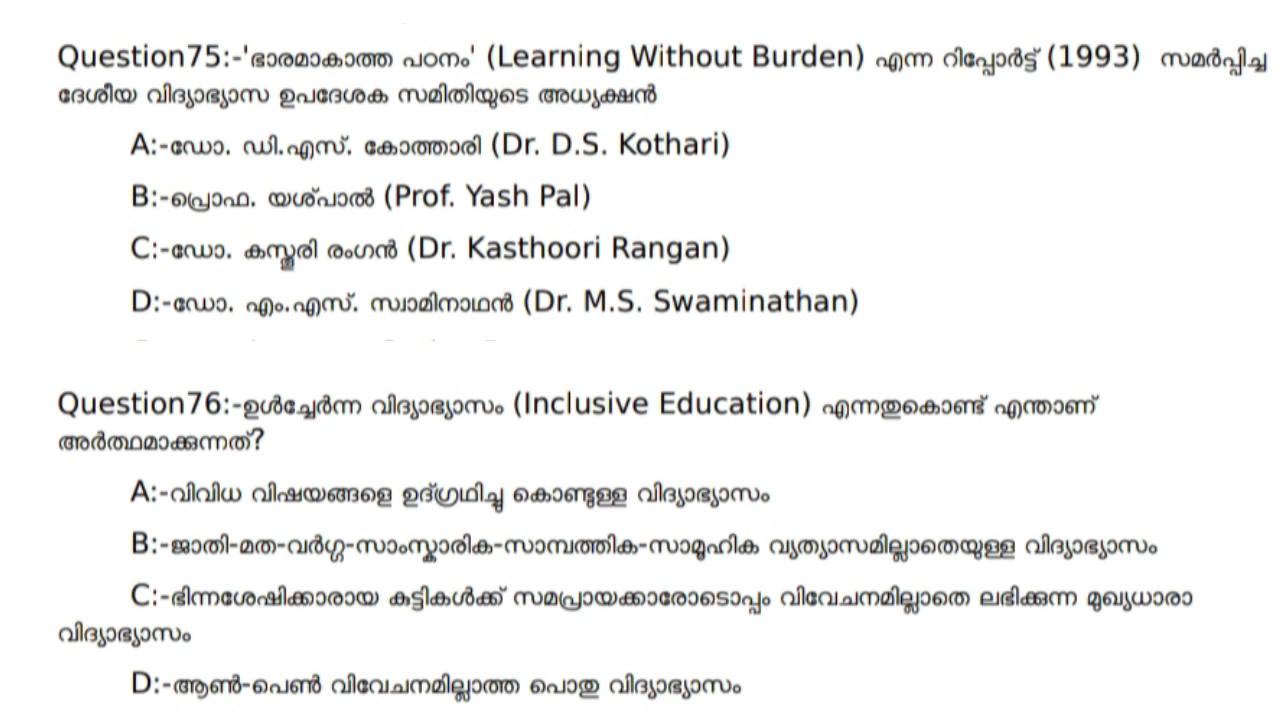 Question75:-'ഭാരമാകാത്ത പഠനം' (Learning Without Burden) എന്ന റിപ്പോർട്ട് (1993) സമർപ്പിച്ച
ദേശീയ വിദ്യാഭ്യാസ ഉപദേശക സമിതിയുടെ അധ്യക്ഷൻ
A:-ഡോ. ഡി.എസ്. കോത്താരി (Dr. D.S. Kothari)
B:-പ്രൊഫ. യശ്പാൽ (Prof. Yash Pal)
C:-ഡോ. കസ്തൂരി രംഗൻ (Dr. Kasthoori Rangan)
D:-ഡോ. എം.എസ്. സ്വാമിനാഥൻ (Dr. M.S. Swaminathan)
Question76:-ഉൾച്ചേർന്ന വിദ്യാഭ്യാസം (Inclusive Education) എന്നതുകൊണ്ട് എന്താണ്
അർത്ഥമാക്കുന്നത്?
A:-വിവിധ വിഷയങ്ങളെ ഉദ്ഗ്രഥിച്ചു കൊണ്ടുള്ള വിദ്യാഭ്യാസം
B:-ജാതി-മത-വർഗ്ഗ-സാംസ്കാരിക-സാമ്പത്തിക-സാമൂഹിക വ്യത്യാസമില്ലാതെയുള്ള വിദ്യാഭ്യാസം
C:-ഭിന്നശേഷിക്കാരായ കുട്ടികൾക്ക് സമപ്രായക്കാരോടൊപ്പം വിവേചനമില്ലാതെ ലഭിക്കുന്ന മുഖ്യധാരാ
വിദ്യാഭ്യാസം
D:-ആൺ-പെൺ വിവേചനമില്ലാത്ത പൊതു വിദ്യാഭ്യാസം